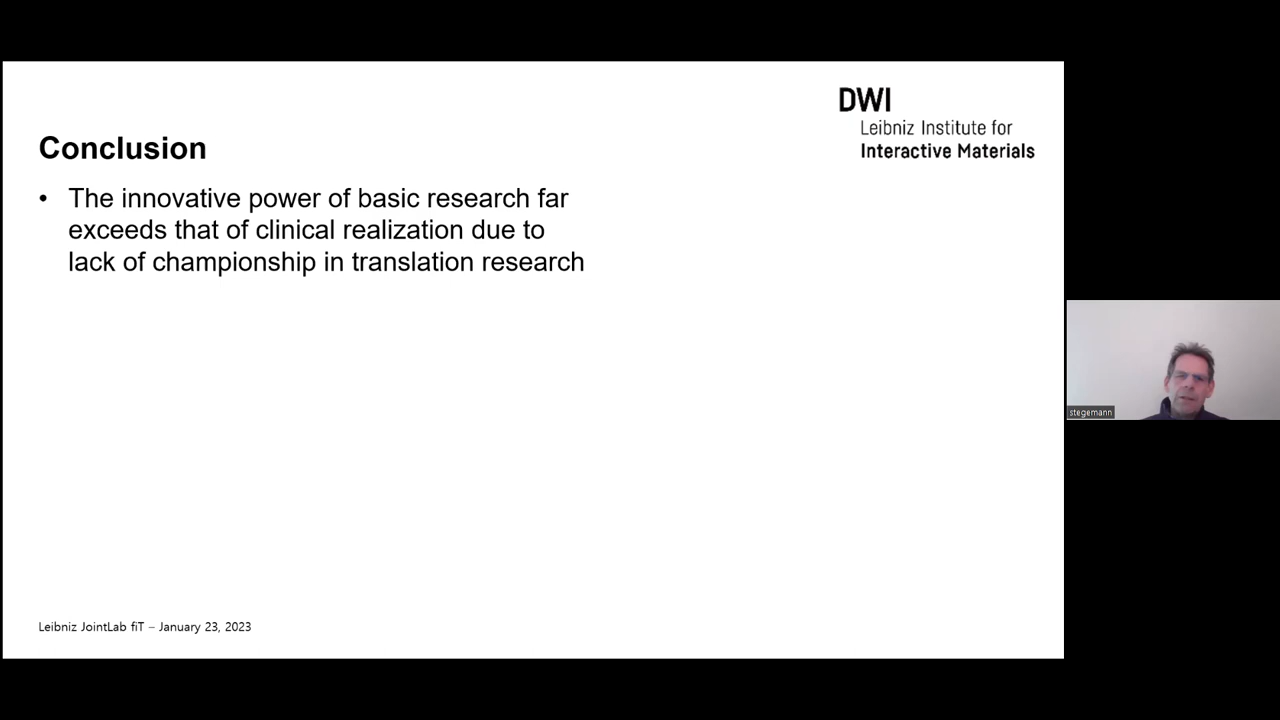 DWI
Leibniz Institute for
Interactive Materials
Conclusion
• The innovative power of basic research far
exceeds that of clinical realization due to
lack of championship in translation research
stegemann
Leibniz JointLab fiT – January 23, 2023